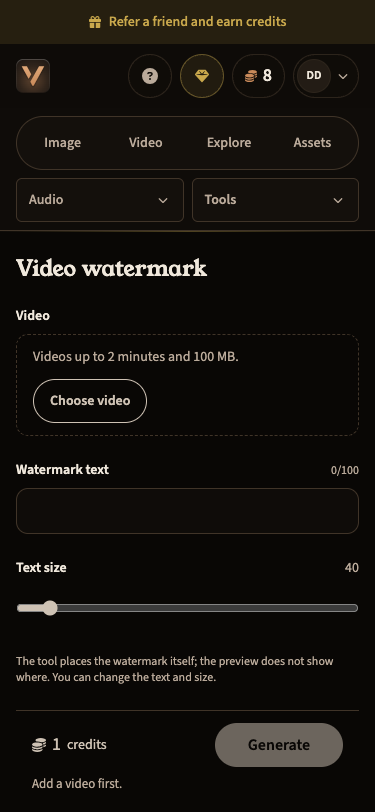 Refer a friend and earn credits
?
8
DD
Image Video Explore Assets
Audio Tools
Video watermark
Video
Videos up to 2 minutes and 100 MB.
Choose video
Watermark text 0/100
Text size 40
The tool places the watermark itself; the preview does not show
where. You can change the text and size.
1 credits
Generate
Add a video first.